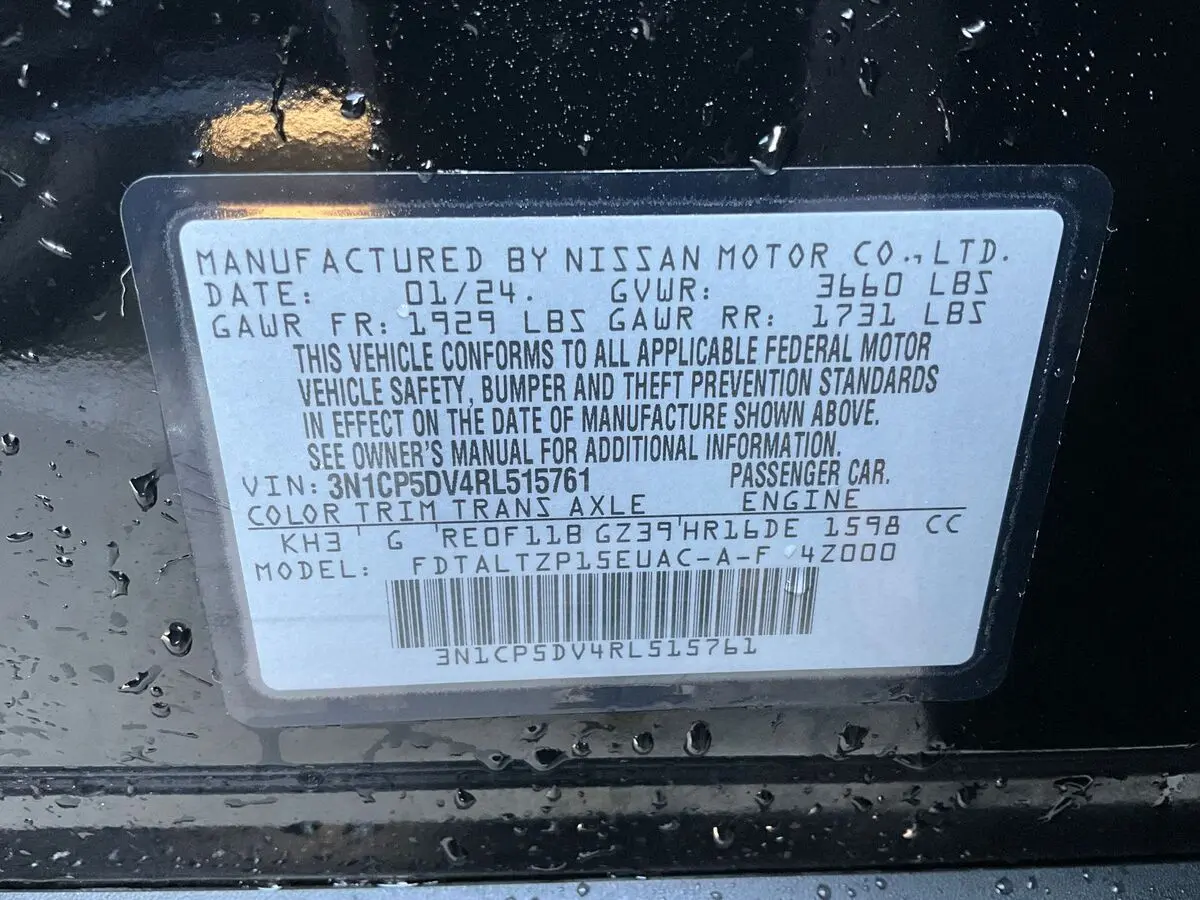 MANUFACTURED BY NISSAN MOTOR CO., LTD.
DATE: 01/24. GVWR: 3660 LBS
GAWR FR: 1929 LBS GAWR RR: 1731 LBS
THIS VEHICLE CONFORMS TO ALL APPLICABLE FEDERAL MOTOR
VEHICLE SAFETY, BUMPER AND THEFT PREVENTION STANDARDS
IN EFFECT ON THE DATE OF MANUFACTURE SHOWN ABOVE.
SEE OWNER'S MANUAL FOR ADDITIONAL INFORMATION.
VIN: 3N1CP5DV4RL515761 PASSENGER CAR.
COLOR TRIM TRANS AXLE ENGINE
KH3 G RE0F11B GZ39 HR16DE 1598 CC
MODEL: FDTALTZP15EUAC-A-F 4Z000
3N1CP5DV4RL515761